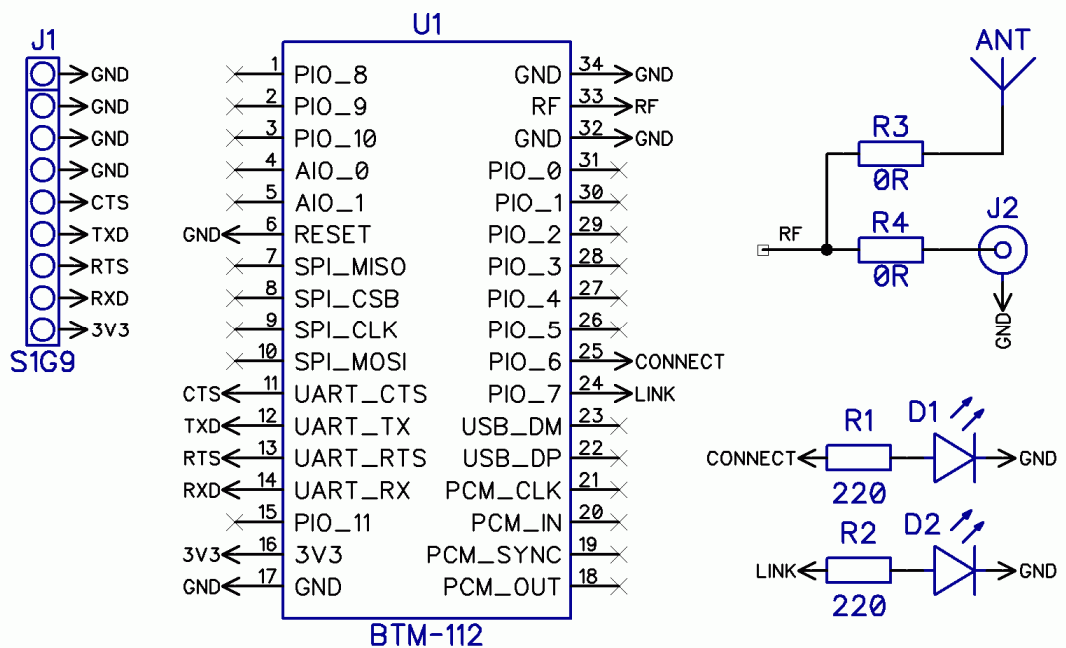 J1
GND
GND
GND
GND
CTS
TXD
RTS
RXD
3V3
S1G9
U1
1 PIO_8 GND 34 GND
2 PIO_9 RF 33 RF
3 PIO_10 GND 32 GND
4 AIO_0 PIO_0 31
5 AIO_1 PIO_1 30
GND 6 RESET PIO_2 29
7 SPI_MISO PIO_3 28
8 SPI_CSB PIO_4 27
9 SPI_CLK PIO_5 26
10 SPI_MOSI PIO_6 25 CONNECT
CTS 11 UART_CTS PIO_7 24 LINK
TXD 12 UART_TX USB_DM 23
RTS 13 UART_RTS USB_DP 22
RXD 14 UART_RX PCM_CLK 21
15 PIO_11 PCM_IN 20
3V3 16 3V3 PCM_SYNC 19
GND 17 GND PCM_OUT 18
BTM-112
ANT
R3
0R
RF
R4
0R
J2
GND
R1 D1
CONNECT GND
220
R2 D2
LINK GND
220